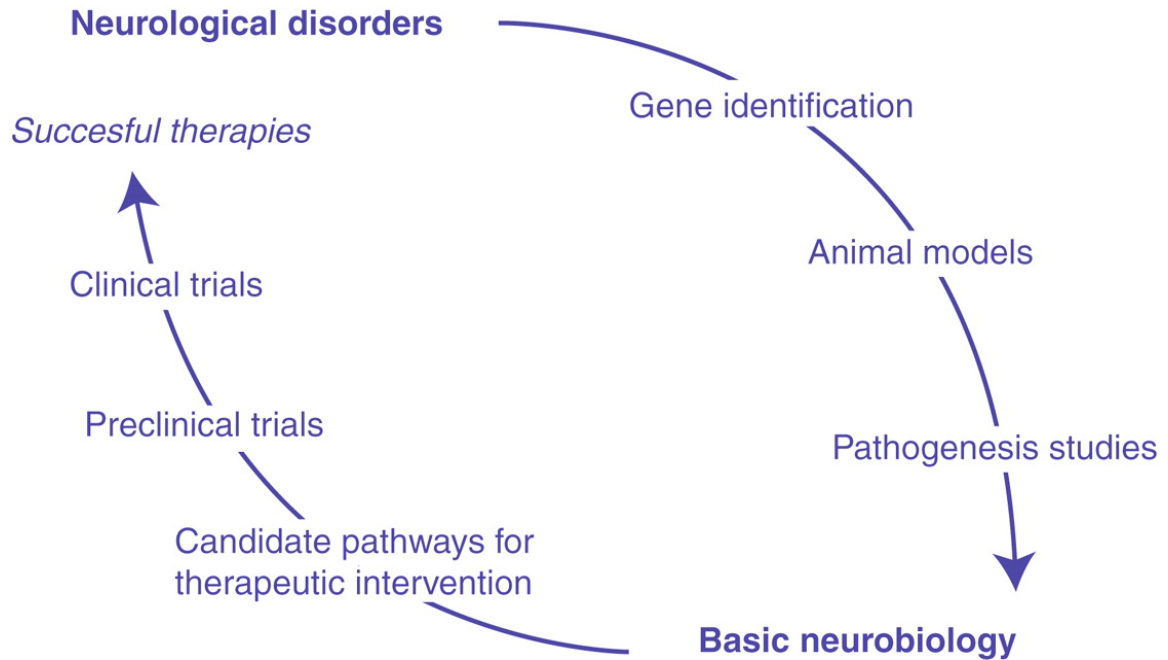 Neurological disorders
Gene identification
Succesful therapies
Animal models
Clinical trials
Preclinical trials
Pathogenesis studies
Candidate pathways for
therapeutic intervention
Basic neurobiology